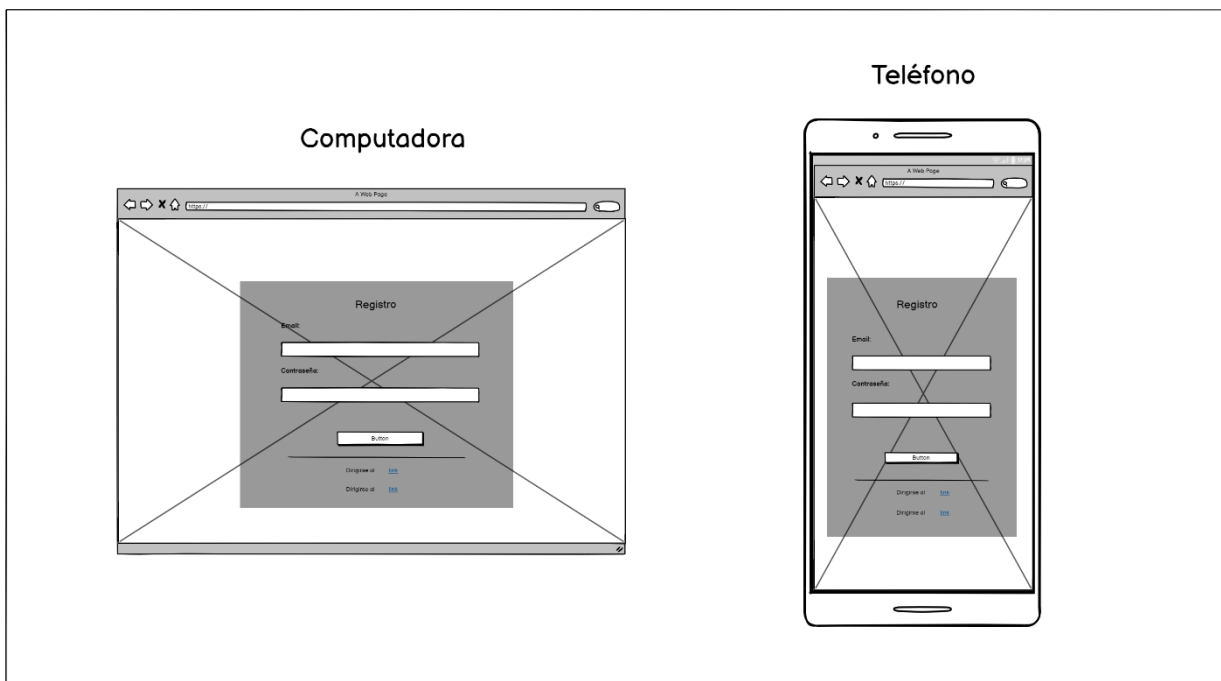 Computadora
A Web Page
https://
Registro
Email:
Contraseña:
Button
Dirigirse al link
Dirigirse al link
Teléfono
A Web Page
https://
Registro
Email:
Contraseña:
Button
Dirigirse al link
Dirigirse al link